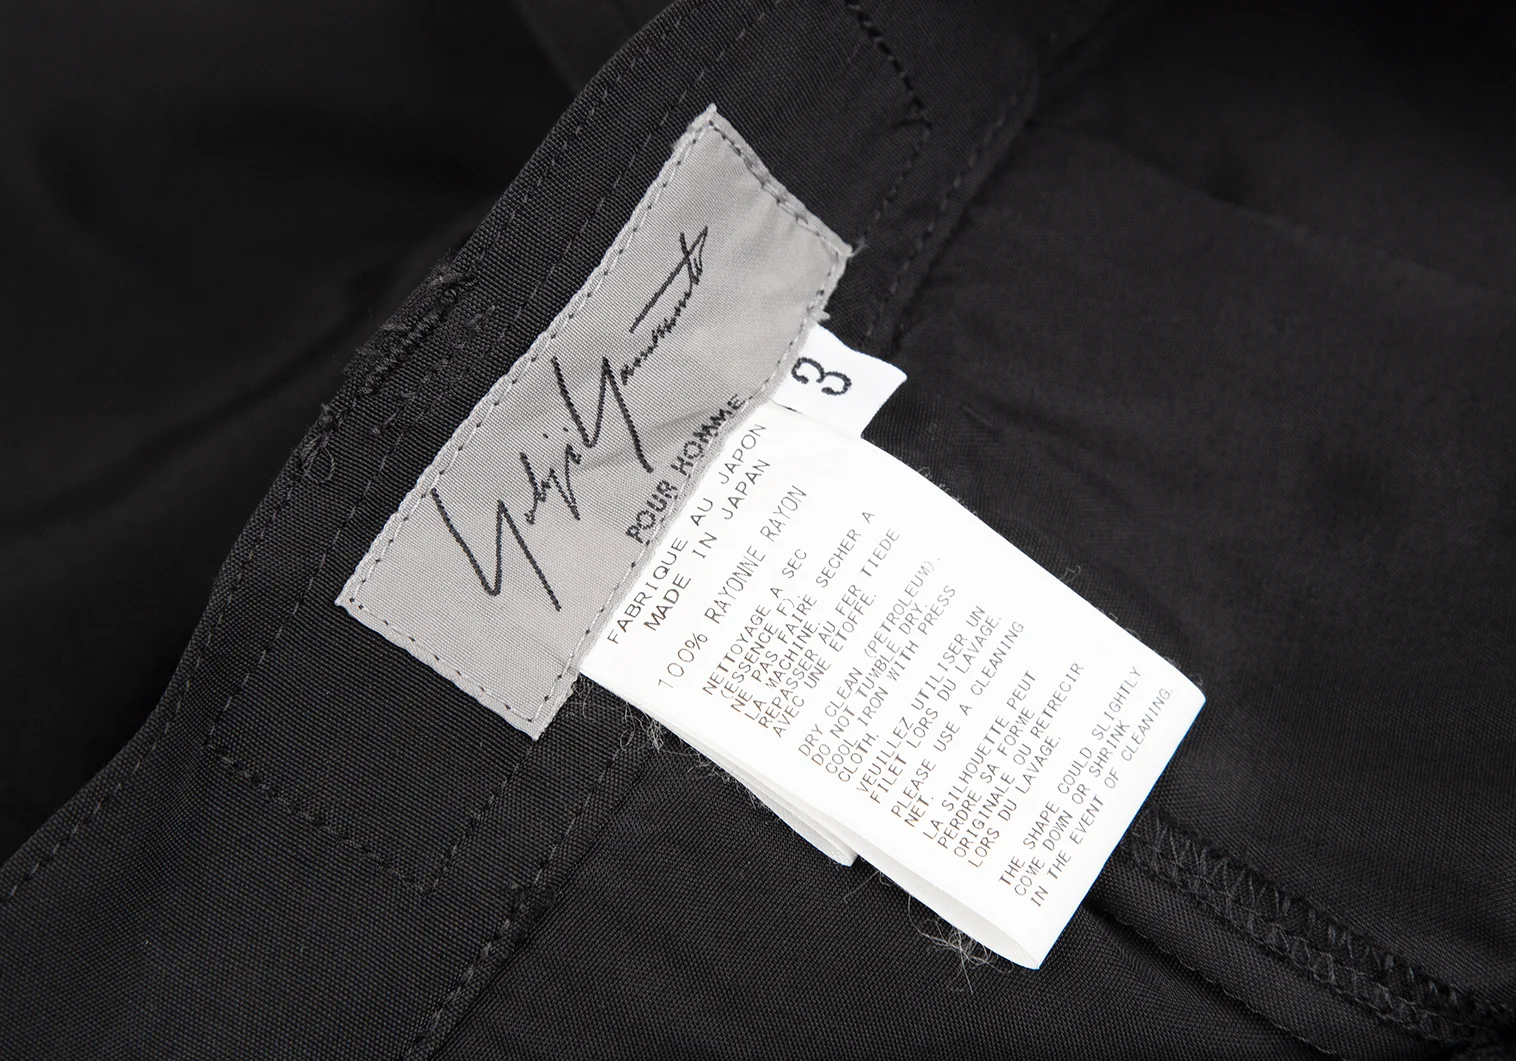 Yohji Yamamoto
POUR HOMME
3
FABRIQUE AU JAPON
MADE IN JAPAN
100% RAYONNE RAYON
NETTOYAGE A SEC
(ESSENCE F).
NE PAS FAIRE SECHER A
LA MACHINE.
REPASSER AU FER TIEDE
AVEC UNE ETOFFE.
DRY CLEAN (PETROLEUM).
DO NOT TUMBLE DRY.
COOL IRON WITH PRESS
CLOTH.
VEUILLEZ UTILISER UN
FILET LORS DU LAVAGE.
PLEASE USE A CLEANING
NET.
LA SILHOUETTE PEUT
PERDRE SA FORME
ORIGINALE OU RETRECIR
LORS DU LAVAGE.
THE SHAPE COULD SLIGHTLY
COME DOWN OR SHRINK
IN THE EVENT OF CLEANING.